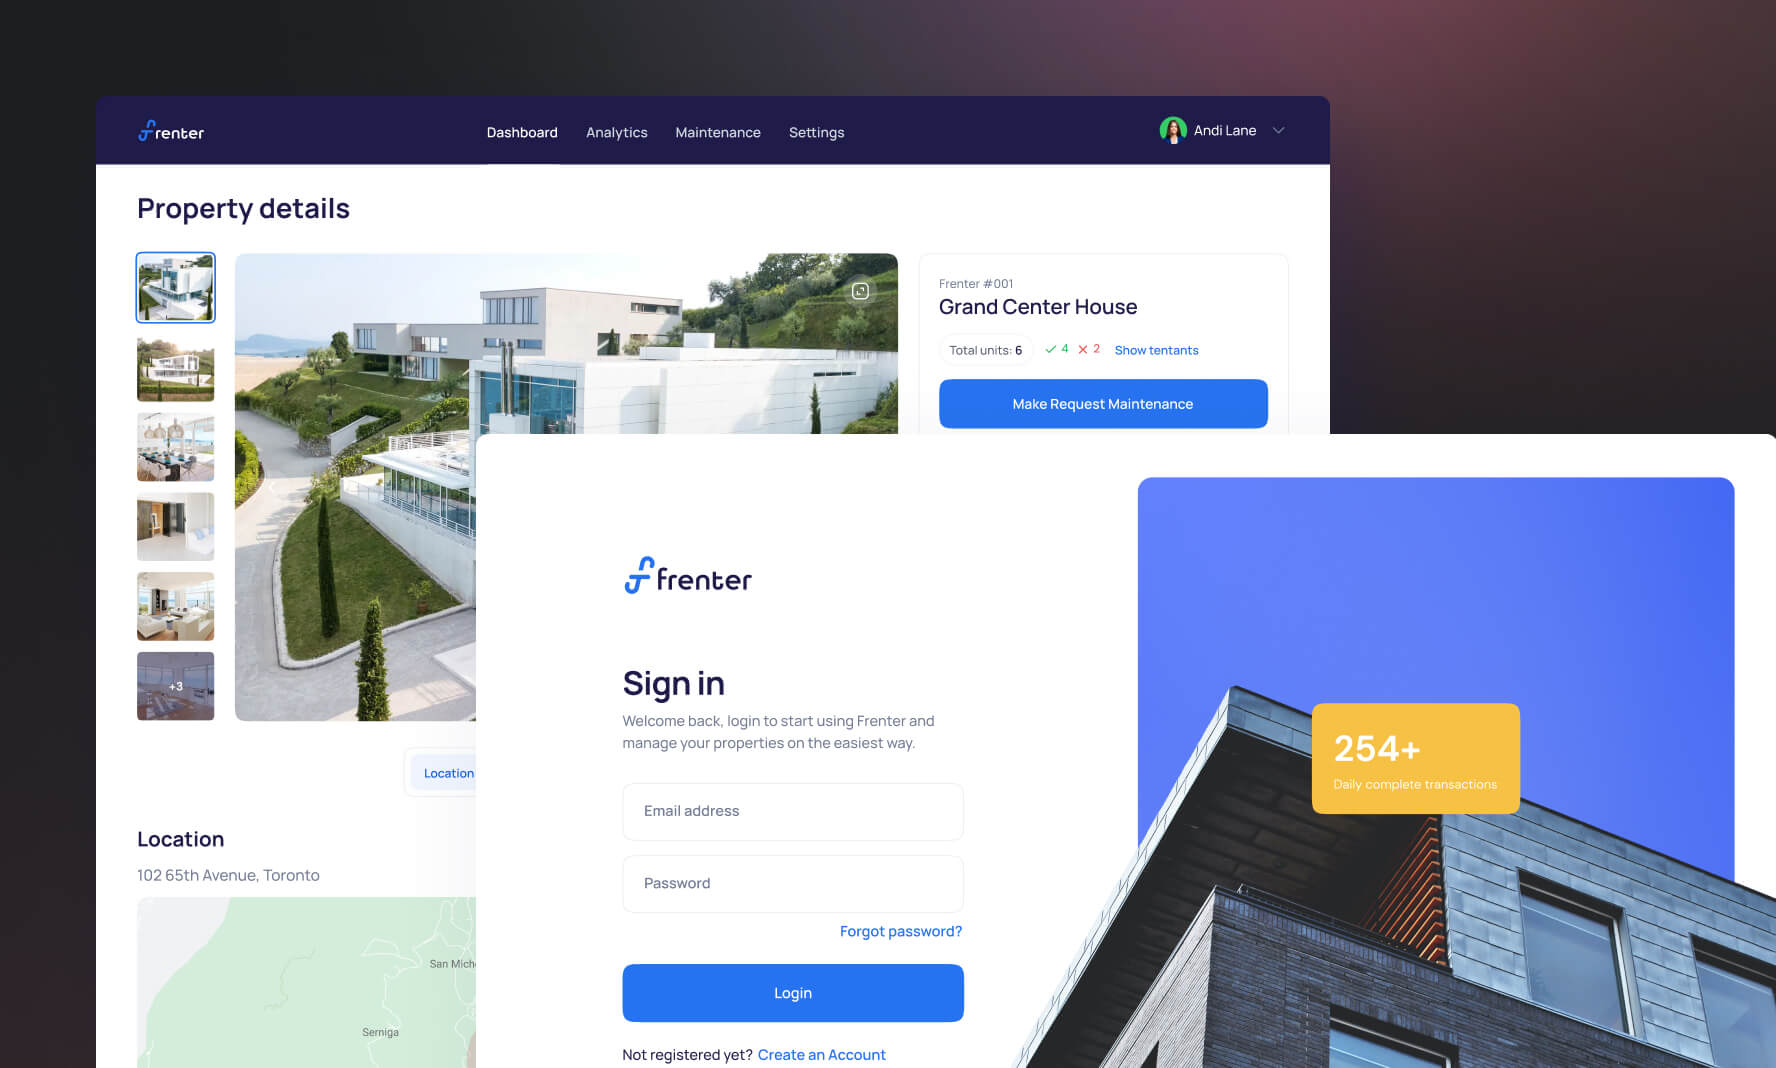 frenter
Dashboard
Analytics
Maintenance
Settings
Andi Lane
Property details
Frenter #001
Grand Center House
Total units: 6
4
2
Show tentants
Make Request Maintenance
+3
Location
Location
102 65th Avenue, Toronto
San Mich
Serniga
frenter
Sign in
Welcome back, login to start using Frenter and
manage your properties on the easiest way.
Email address
Password
Forgot password?
Login
Not registered yet? Create an Account
254+
Daily complete transactions